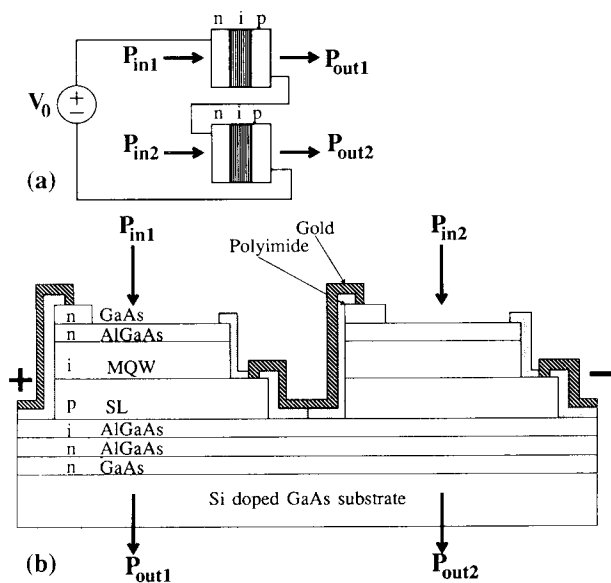 n i p
P_in1
P_out1
V_0
+
−
n i p
P_in2
P_out2
(a)
P_in1
Gold
Polyimide
P_in2
n GaAs
n AlGaAs
i MQW
p SL
i AlGaAs
n AlGaAs
n GaAs
+
−
Si doped GaAs substrate
(b)
P_out1
P_out2